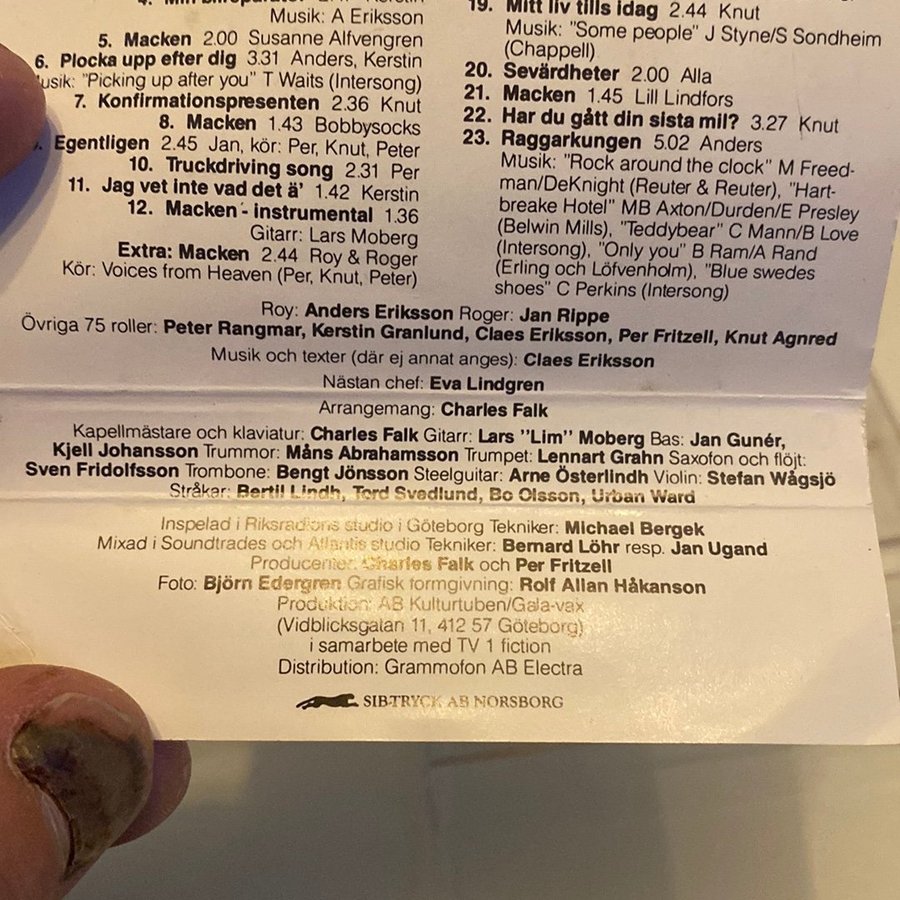 Musik: A Eriksson
5. Macken 2.00 Susanne Alfvengren
6. Plocka upp efter dig 3.31 Anders, Kerstin
usik: "Picking up after you" T Waits (Intersong)
7. Konfirmationspresenten 2.36 Knut
8. Macken 1.43 Bobbysocks
Egentligen 2.45 Jan, kör: Per, Knut, Peter
10. Truckdriving song 2.31 Per
11. Jag vet inte vad det ä' 1.42 Kerstin
12. Macken - instrumental 1.36
Gitarr: Lars Moberg
Extra: Macken 2.44 Roy & Roger
Kör: Voices from Heaven (Per, Knut, Peter)
19. Mitt liv tills idag 2.44 Knut
Musik: "Some people" J Styne/S Sondheim
(Chappell)
20. Sevärdheter 2.00 Alla
21. Macken 1.45 Lill Lindfors
22. Har du gått din sista mil? 3.27 Knut
23. Raggarkungen 5.02 Anders
Musik: "Rock around the clock" M Freed-
man/DeKnight (Reuter & Reuter), "Hart-
breake Hotel" MB Axton/Durden/E Presley
(Belwin Mills), "Teddybear" C Mann/B Love
(Intersong), "Only you" B Ram/A Rand
(Erling och Löfvenholm), "Blue swedes
shoes" C Perkins (Intersong)
Roy: Anders Eriksson Roger: Jan Rippe
Övriga 75 roller: Peter Rangmar, Kerstin Granlund, Claes Eriksson, Per Fritzell, Knut Agnred
Musik och texter (där ej annat anges): Claes Eriksson
Nästan chef: Eva Lindgren
Arrangemang: Charles Falk
Kapellmästare och klaviatur: Charles Falk Gitarr: Lars "Lim" Moberg Bas: Jan Gunér,
Kjell Johansson Trummor: Måns Abrahamsson Trumpet: Lennart Grahn Saxofon och flöjt:
Sven Fridolfsson Trombone: Bengt Jönsson Steelguitar: Arne Österlindh Violin: Stefan Wågsjö
Stråkar: Bertil Lindh, Tord Svedlund, Bo Olsson, Urban Ward
Inspelad i Riksradions studio i Göteborg Tekniker: Michael Bergek
Mixad i Soundtrades och Atlantis studio Tekniker: Bernard Löhr resp. Jan Ugand
Producenter: Charles Falk och Per Fritzell
Foto: Björn Edergren Grafisk formgivning: Rolf Allan Håkanson
Produktion: AB Kulturtuben/Gala-vax
(Vidblicksgatan 11, 412 57 Göteborg)
i samarbete med TV 1 fiction
Distribution: Grammofon AB Electra
SIB-TRYCK AB NORSBORG